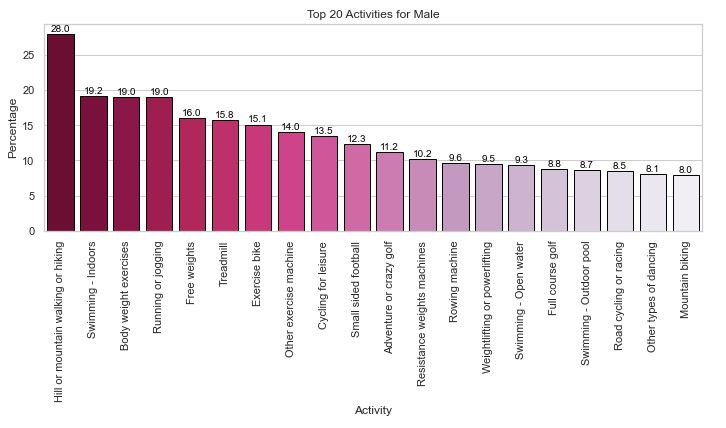 Top 20 Activities for Male
Percentage
25
20
15
10
5
0
28.0
19.2
19.0
19.0
16.0
15.8
15.1
14.0
13.5
12.3
11.2
10.2
9.6
9.5
9.3
8.8
8.7
8.5
8.1
8.0
Hill or mountain walking or hiking
Swimming - Indoors
Body weight exercises
Running or jogging
Free weights
Treadmill
Exercise bike
Other exercise machine
Cycling for leisure
Small sided football
Adventure or crazy golf
Resistance weights machines
Rowing machine
Weightlifting or powerlifting
Swimming - Open water
Full course golf
Swimming - Outdoor pool
Road cycling or racing
Other types of dancing
Mountain biking
Activity